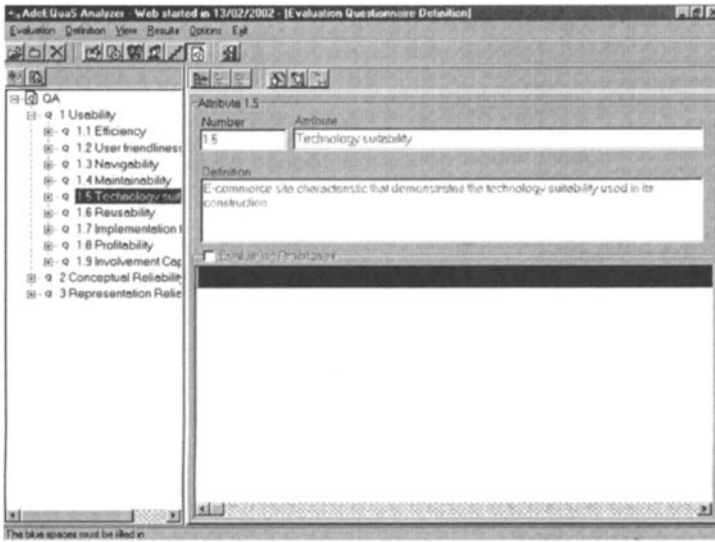 AdeEQuaS Analyzer - Web started in 13/02/2002 - [Evaluation Questionnaire Definition]
Evaluation Definition View Results Options Exit
QA
1 Usability
1.1 Efficiency
1.2 User friendliness
1.3 Navigability
1.4 Maintainability
1.5 Technology suit
1.6 Reusability
1.7 Implementation f
1.8 Profitability
1.9 Involvement Cap
2 Conceptual Reliability
3 Representation Relia
Attribute 1.5
Number Attribute
1.5 Technology suitability
Definition
E-commerce site characteristic that demonstrates the technology suitability used in its
construction
Evaluation Processes
The blue spaces must be filled in